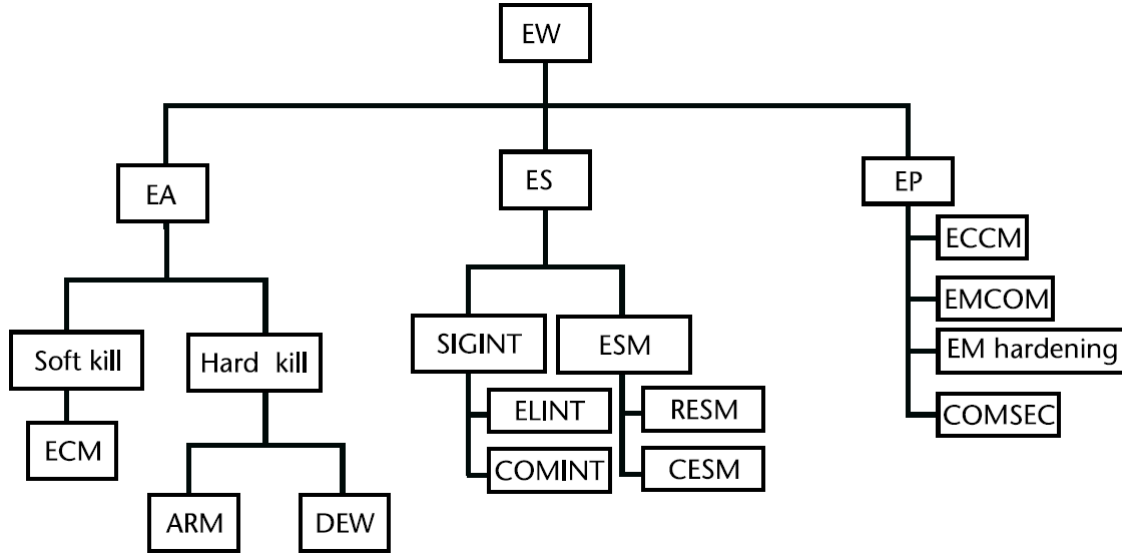 EW
EA
ES
EP
ECCM
EMCOM
EM hardening
COMSEC
Soft kill
Hard kill
SIGINT
ESM
ECM
ELINT
RESM
COMINT
CESM
ARM
DEW